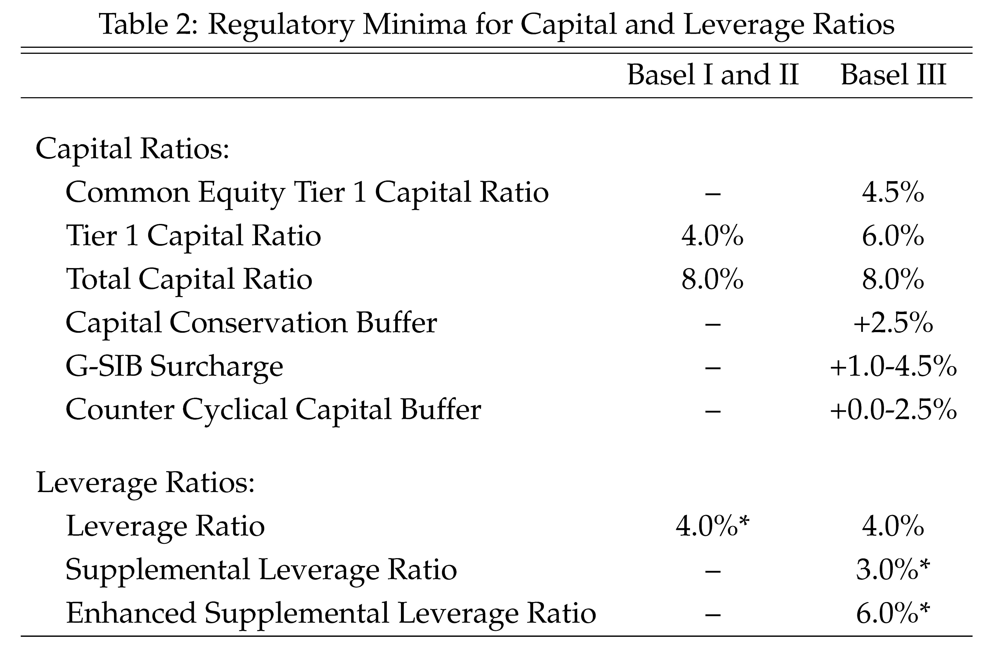 Table 2: Regulatory Minima for Capital and Leverage Ratios
Basel I and II Basel III
Capital Ratios:
Common Equity Tier 1 Capital Ratio – 4.5%
Tier 1 Capital Ratio 4.0% 6.0%
Total Capital Ratio 8.0% 8.0%
Capital Conservation Buffer – +2.5%
G-SIB Surcharge – +1.0-4.5%
Counter Cyclical Capital Buffer – +0.0-2.5%
Leverage Ratios:
Leverage Ratio 4.0%* 4.0%
Supplemental Leverage Ratio – 3.0%*
Enhanced Supplemental Leverage Ratio – 6.0%*